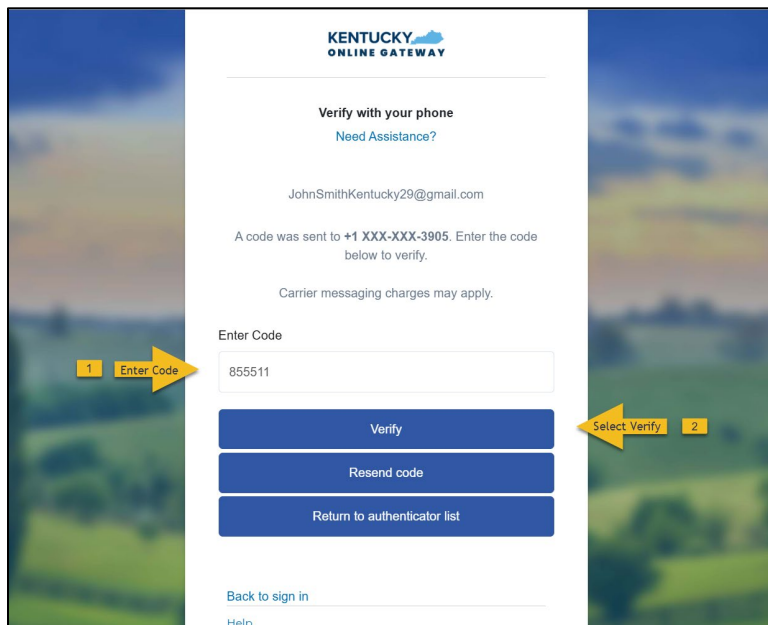 KENTUCKY
ONLINE GATEWAY
Verify with your phone
Need Assistance?
JohnSmithKentucky29@gmail.com
A code was sent to +1 XXX-XXX-3905. Enter the code
below to verify.
Carrier messaging charges may apply.
Enter Code
1 Enter Code
855511
Verify
Select Verify 2
Resend code
Return to authenticator list
Back to sign in
Help